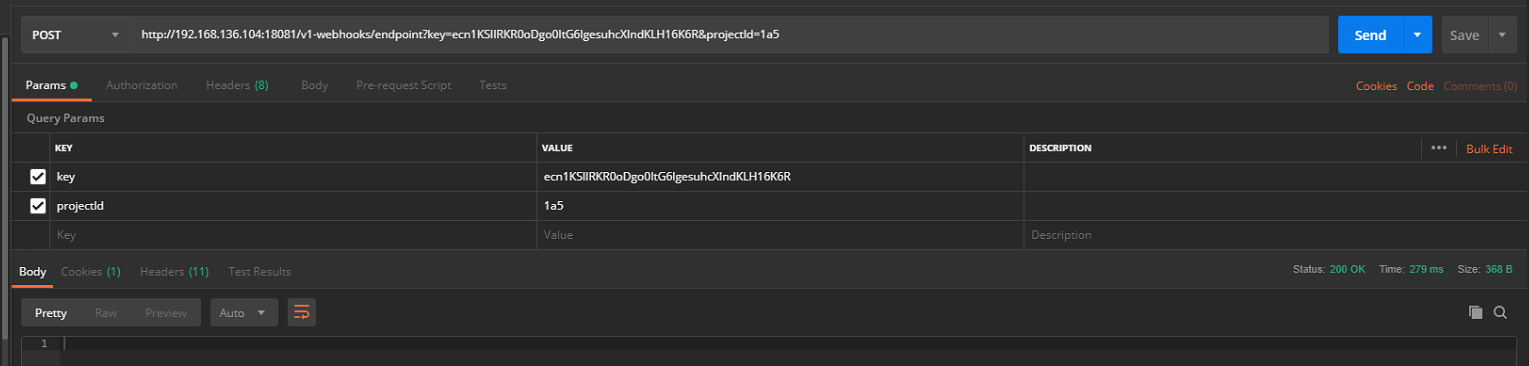 POST http://192.168.136.104:18081/v1-webhooks/endpoint?key=ecn1KSIIRKR0oDgo0ItG6IgesuhcXIndKLH16K6R&projectId=1a5 Send Save
Params Authorization Headers (8) Body Pre-request Script Tests Cookies Code Comments (0)
Query Params
KEY VALUE DESCRIPTION ••• Bulk Edit
key ecn1KSIIRKR0oDgo0ItG6IgesuhcXIndKLH16K6R
projectId 1a5
Key Value Description
Body Cookies (1) Headers (11) Test Results Status: 200 OK Time: 279 ms Size: 368 B
Pretty Raw Preview Auto
1